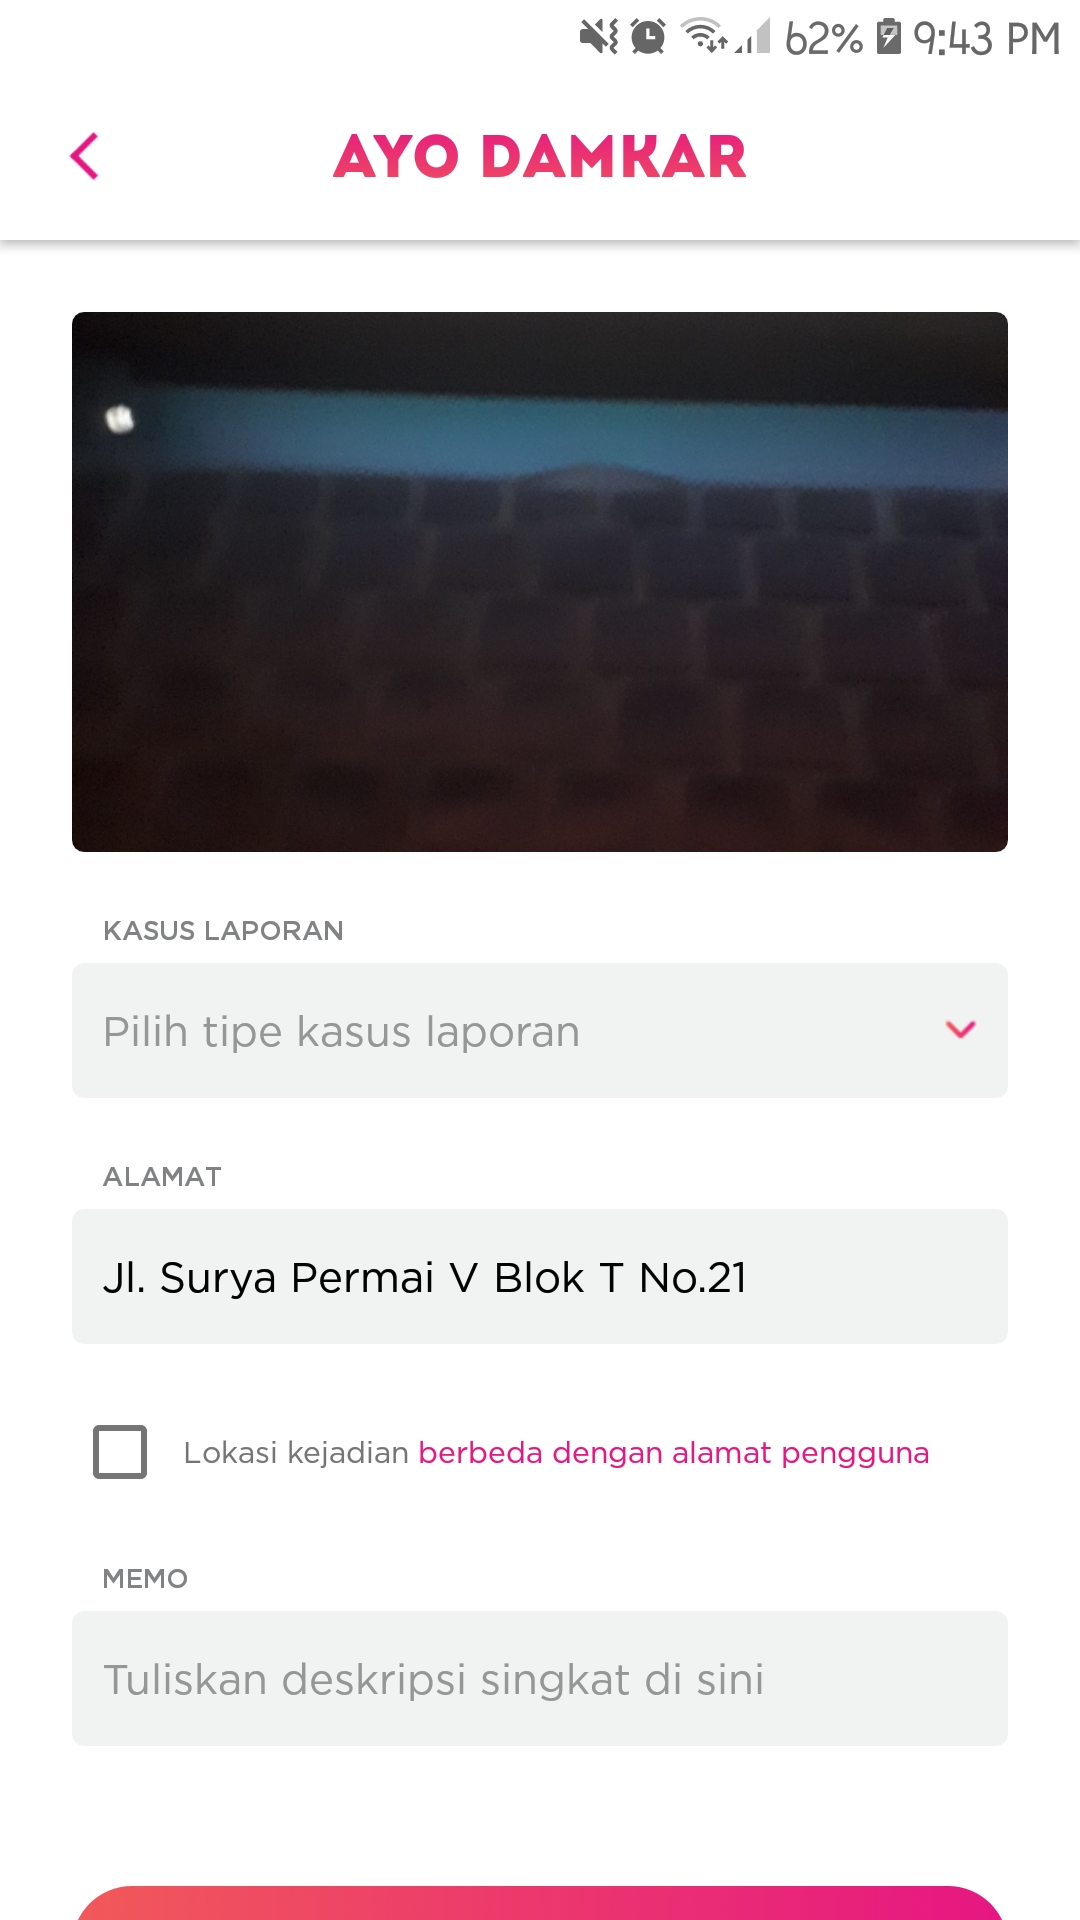 62% 9:43 PM
AYO DAMKAR
KASUS LAPORAN
Pilih tipe kasus laporan
ALAMAT
Jl. Surya Permai V Blok T No.21
Lokasi kejadian berbeda dengan alamat pengguna
MEMO
Tuliskan deskripsi singkat di sini